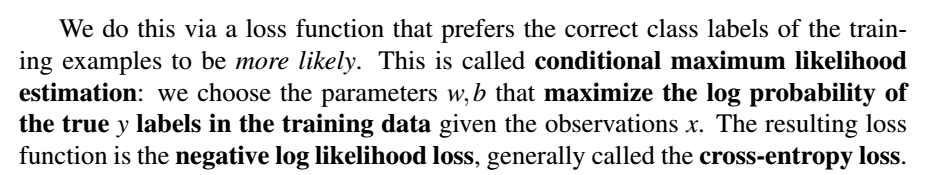 We do this via a loss function that prefers the correct class labels of the train-
ing examples to be more likely. This is called conditional maximum likelihood
estimation: we choose the parameters w,b that maximize the log probability of
the true y labels in the training data given the observations x. The resulting loss
function is the negative log likelihood loss, generally called the cross-entropy loss.